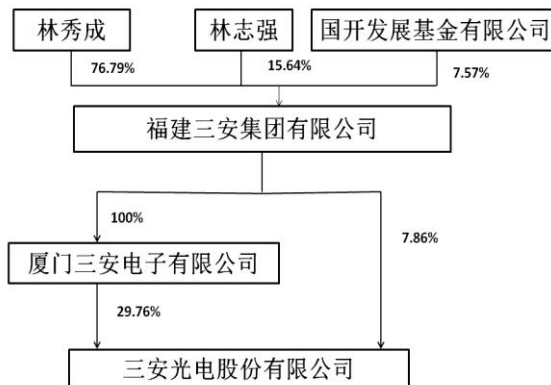 林秀成
林志强
国开发展基金有限公司
76.79%
15.64%
7.57%
福建三安集团有限公司
100%
7.86%
厦门三安电子有限公司
29.76%
三安光电股份有限公司